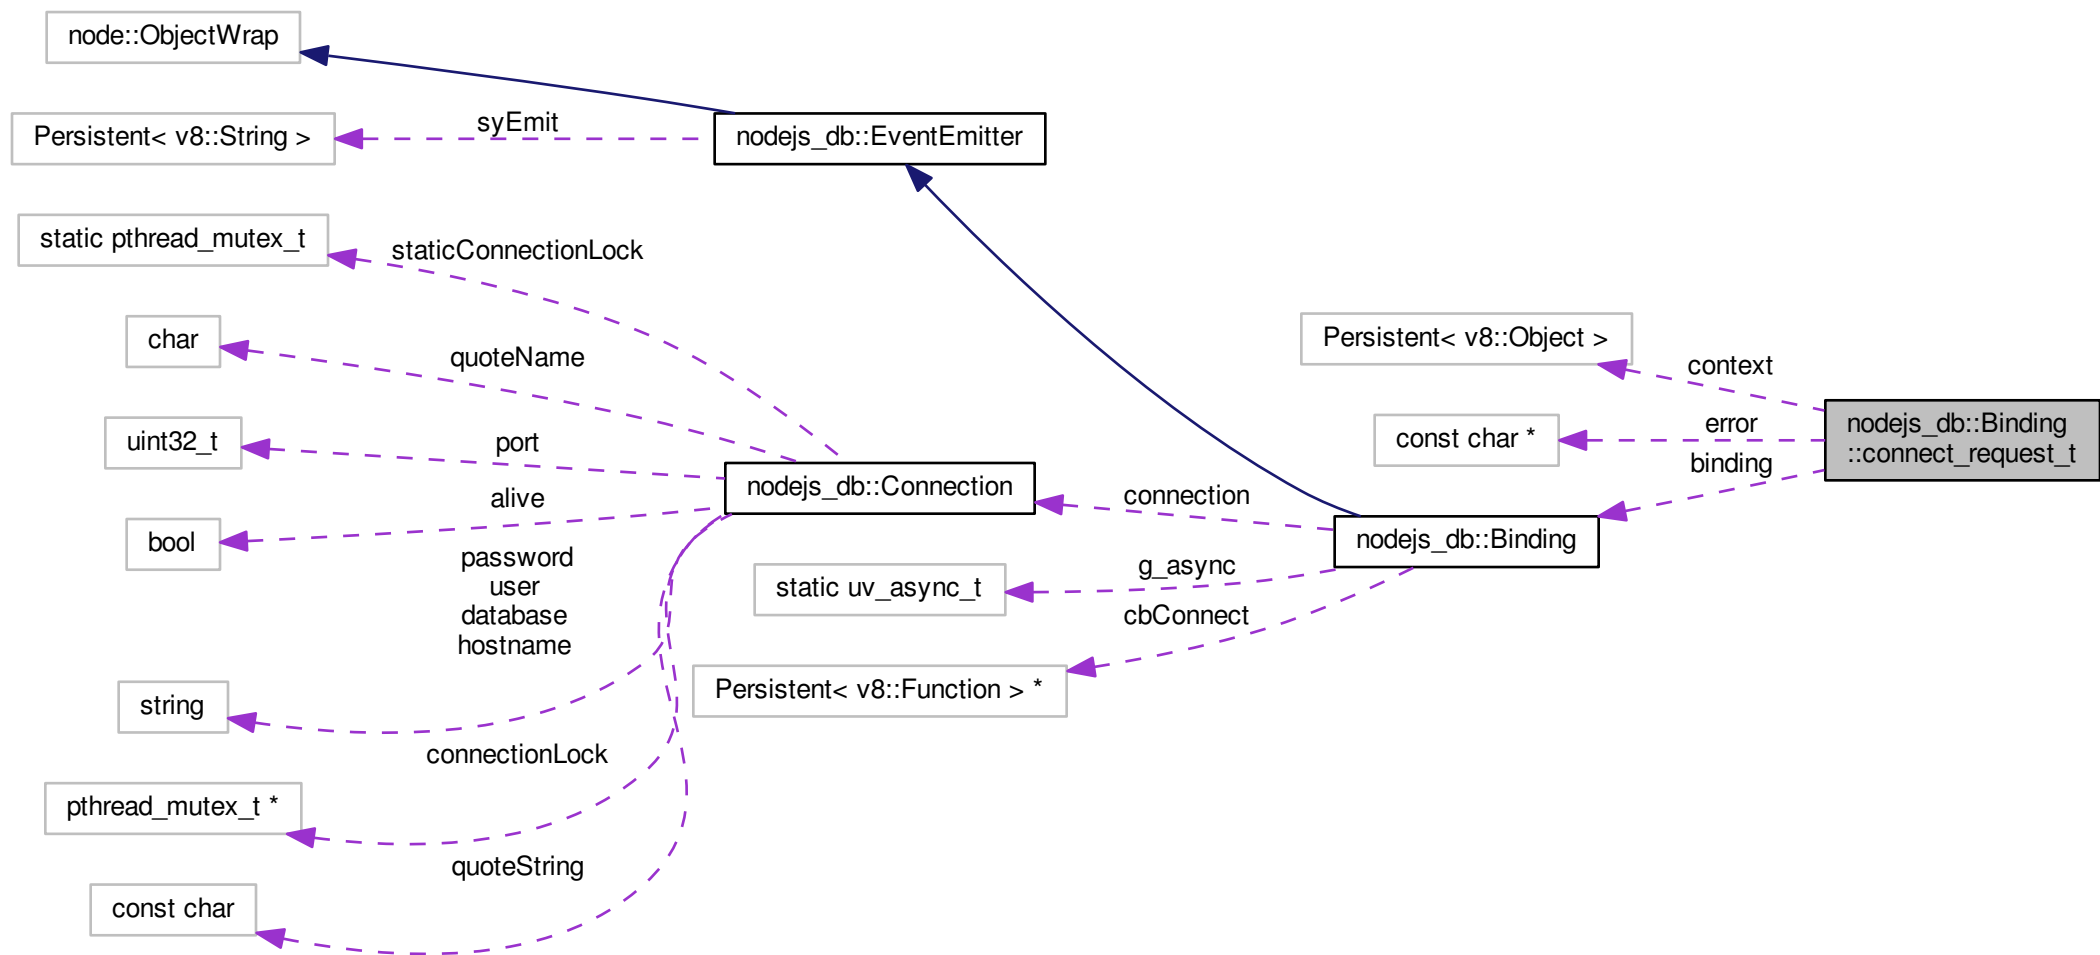 node::ObjectWrap
Persistent< v8::String >
syEmit
nodejs_db::EventEmitter
static pthread_mutex_t
staticConnectionLock
char
quoteName
uint32_t
port
alive
bool
password
user
database
hostname
string
connectionLock
pthread_mutex_t *
quoteString
const char
nodejs_db::Connection
connection
static uv_async_t
g_async
cbConnect
Persistent< v8::Function > *
nodejs_db::Binding
Persistent< v8::Object >
context
const char *
error
binding
nodejs_db::Binding
::connect_request_t